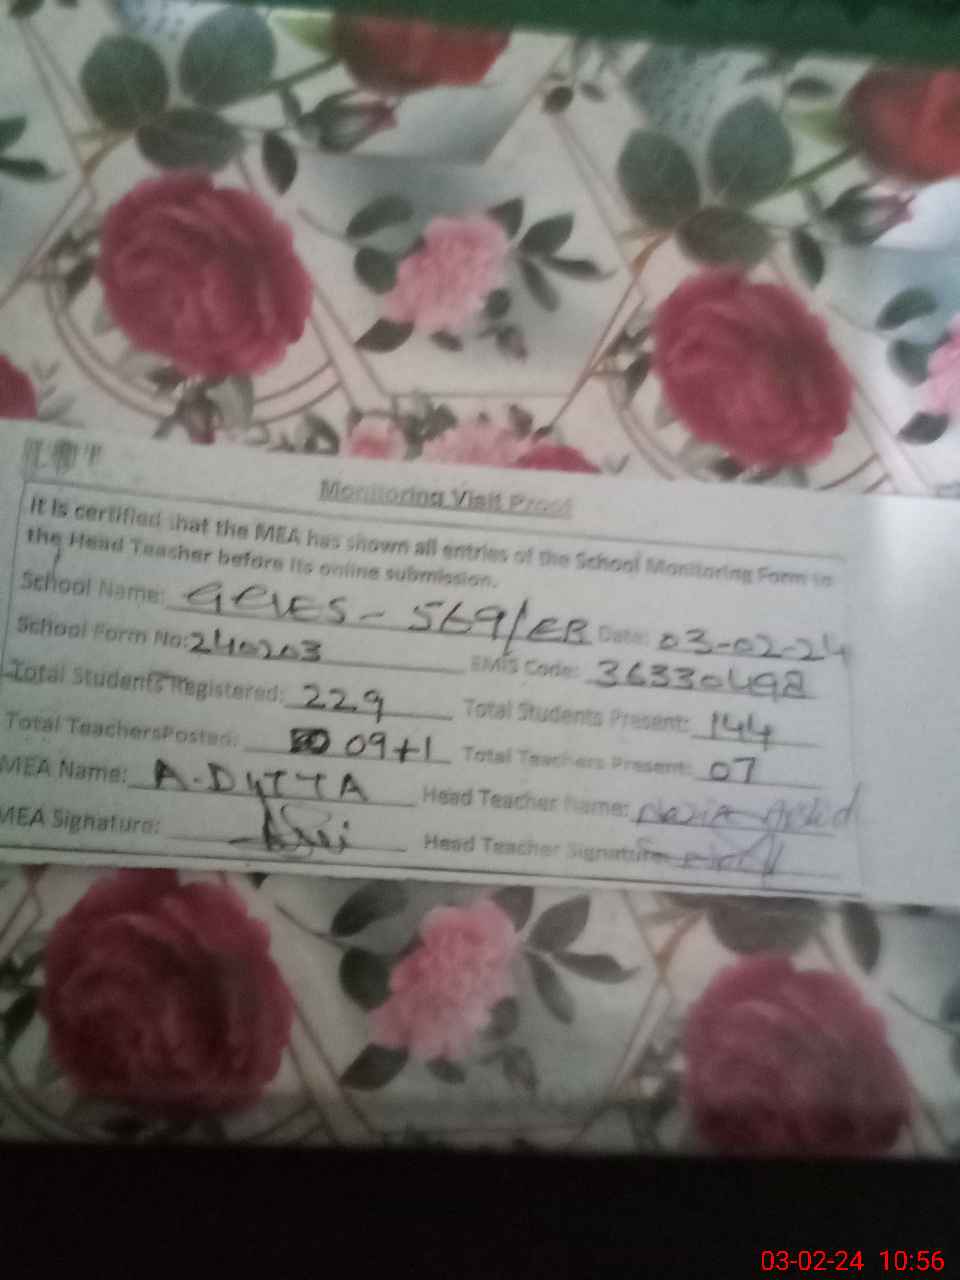 Monitoring Visit Proof
It is certified that the MEA has shown all entries of the School Monitoring Form to
the Head Teacher before its online submission.
School Name: GGES - 569/EB Date: 03-02-24
School Form No: 240203 EMIS Code: 36330498
Total Students Registered: 229 Total Students Present: 144
Total TeachersPosted: 09+1 Total Teachers Present: 07
MEA Name: A.DITTA Head Teacher Name: Nazia
MEA Signature: Head Teacher Signature:
03-02-24 10:56